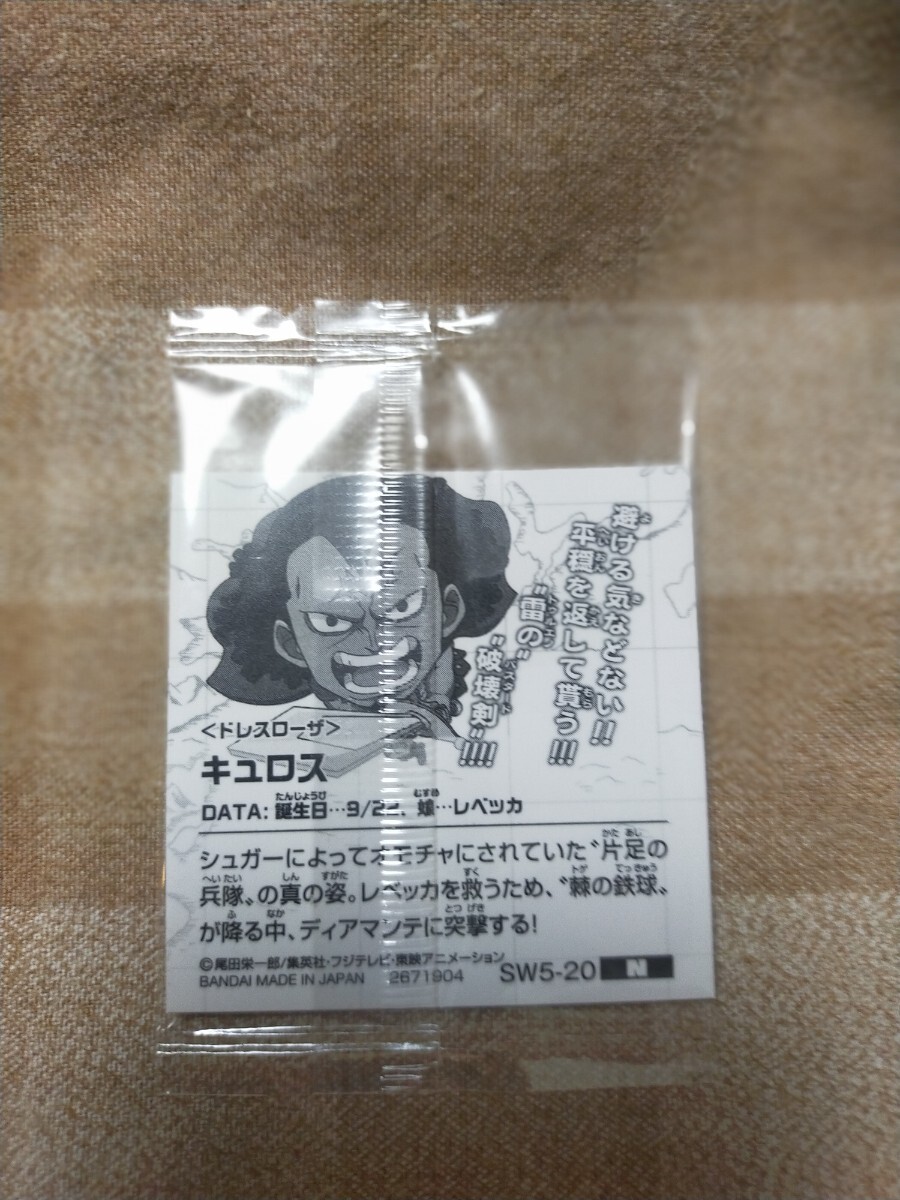 避ける気などない!!
平穏を返して貰う!!!
"雷の"
"破壊剣"!!!!
<ドレスローザ>
キュロス
DATA: 誕生日…9/22、娘…レベッカ
シュガーによってオモチャにされていた〝片足の
兵隊〟の真の姿。レベッカを救うため、〝棘の鉄球〟
が降る中、ディアマンテに突撃する!
©尾田栄一郎/集英社・フジテレビ・東映アニメーション
BANDAI MADE IN JAPAN 2671904 SW5-20 N